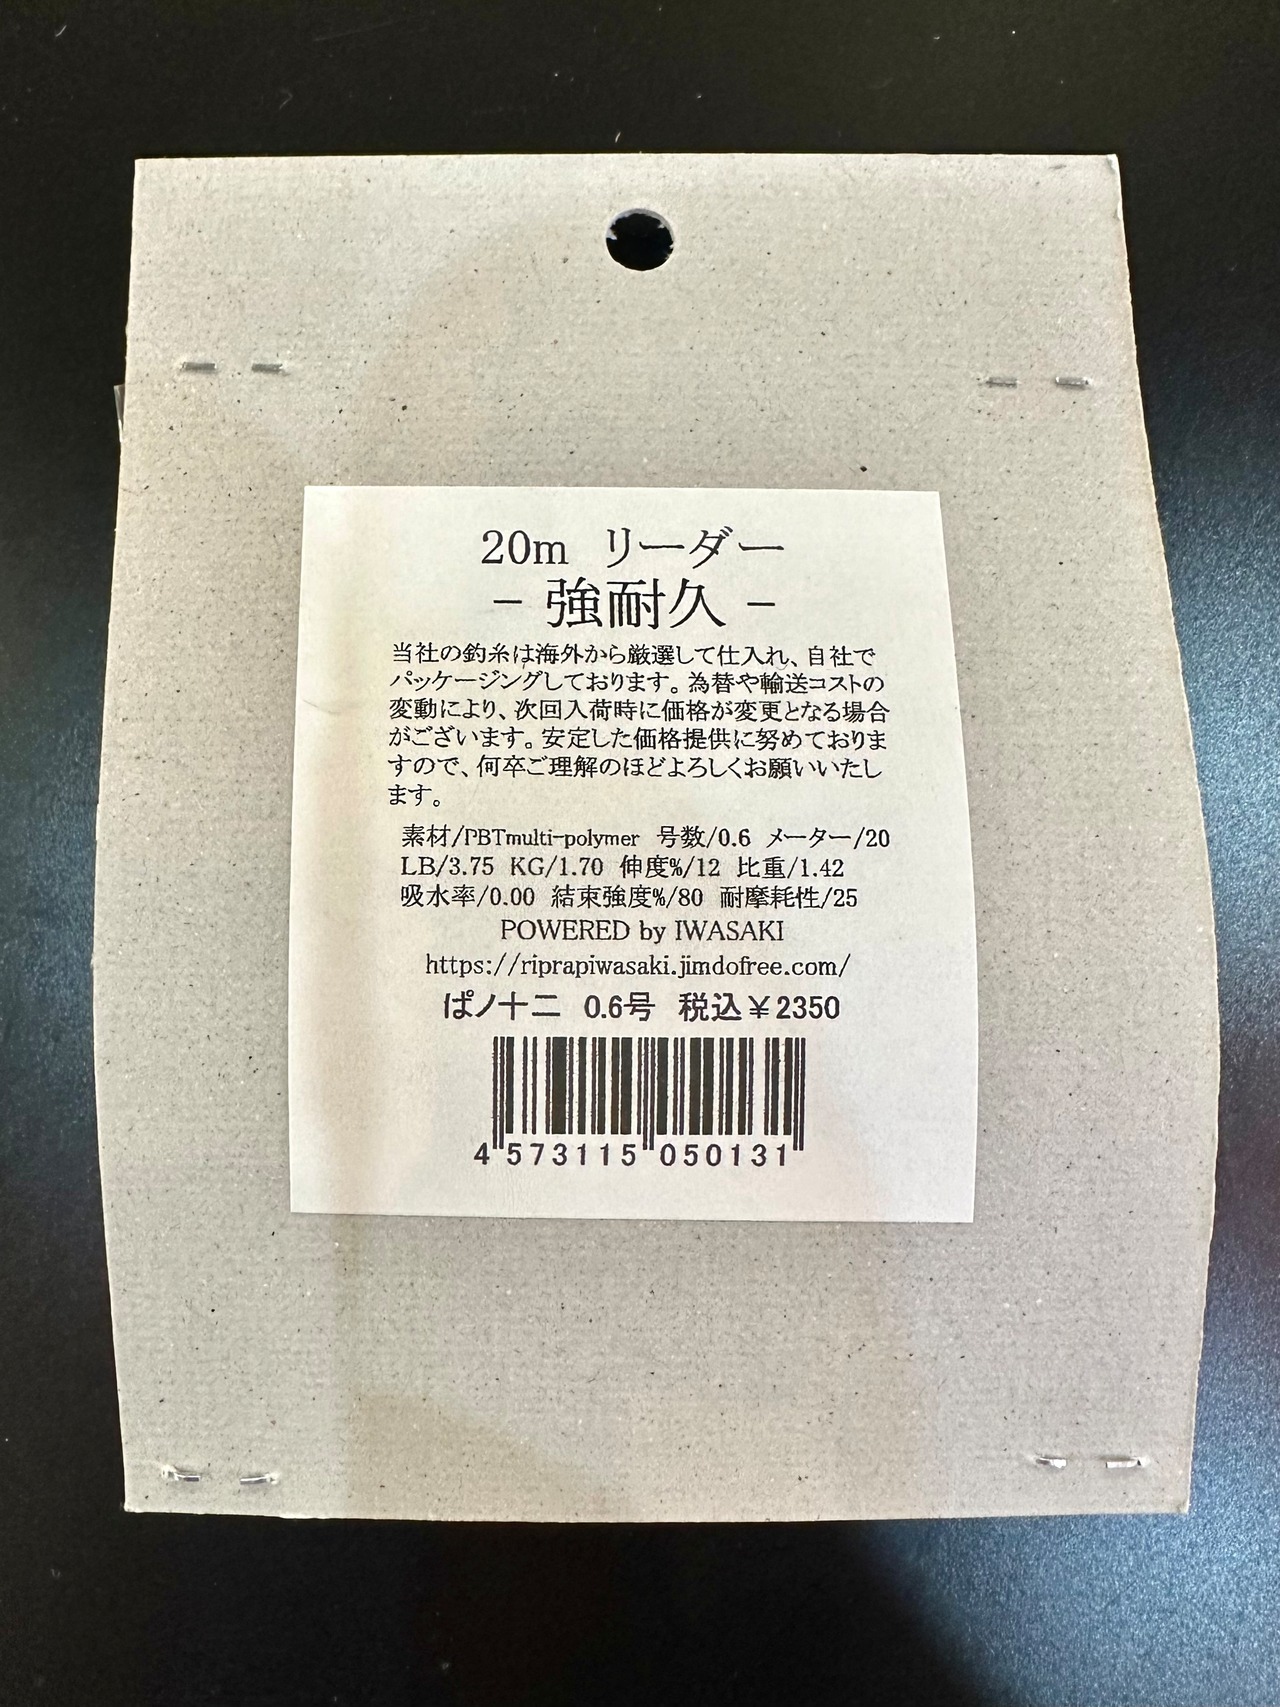 20m リーダー
- 強耐久 -
当社の釣糸は海外から厳選して仕入れ、自社で
パッケージングしております。為替や輸送コストの
変動により、次回入荷時に価格が変更となる場合
がございます。安定した価格提供に努めておりま
すので、何卒ご理解のほどよろしくお願いいたし
ます。
素材/PBTmulti-polymer 号数/0.6 メーター/20
LB/3.75 KG/1.70 伸度%/12 比重/1.42
吸水率/0.00 結束強度%/80 耐摩耗性/25
POWERED by IWASAKI
https://riprapiwasaki.jimdofree.com/
ぱノ十二 0.6号 税込¥2350
4 573115 050131